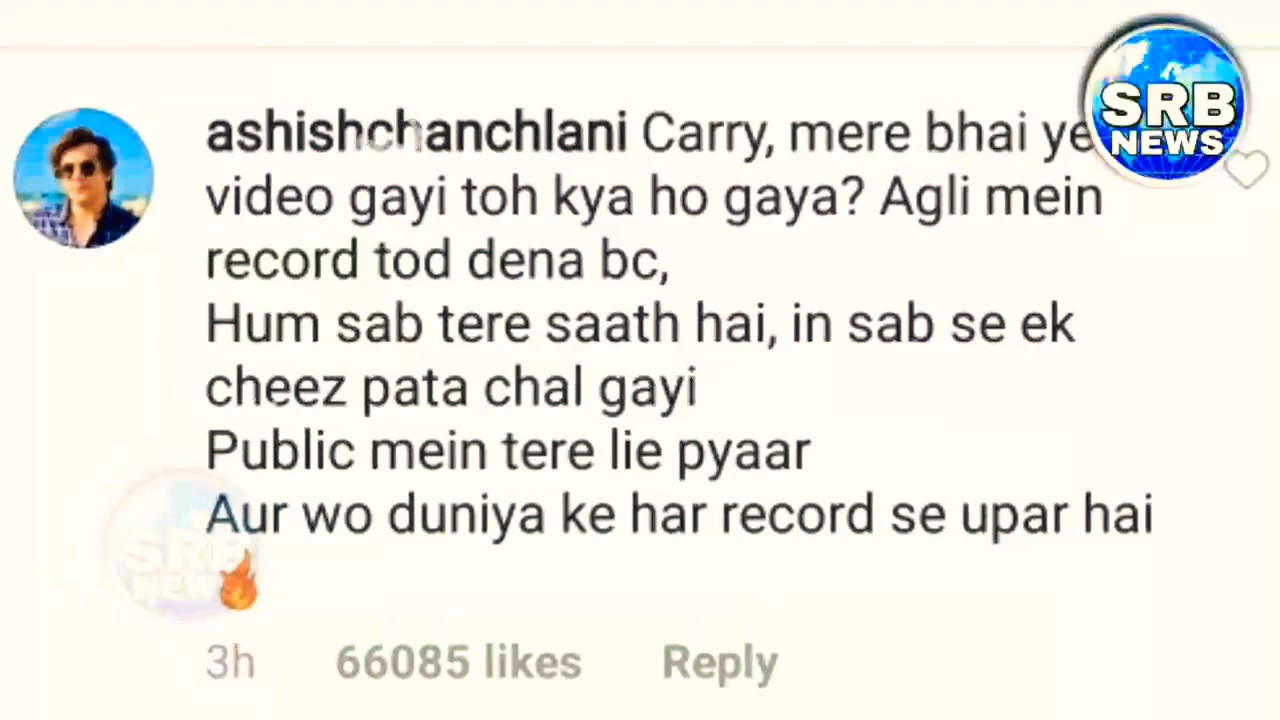 ashishchanchlani Carry, mere bhai ye
video gayi toh kya ho gaya? Agli mein
record tod dena bc,
Hum sab tere saath hai, in sab se ek
cheez pata chal gayi
Public mein tere lie pyaar
Aur wo duniya ke har record se upar hai
🔥
3h 66085 likes Reply
SRB
NEWS
SRB
NEWS